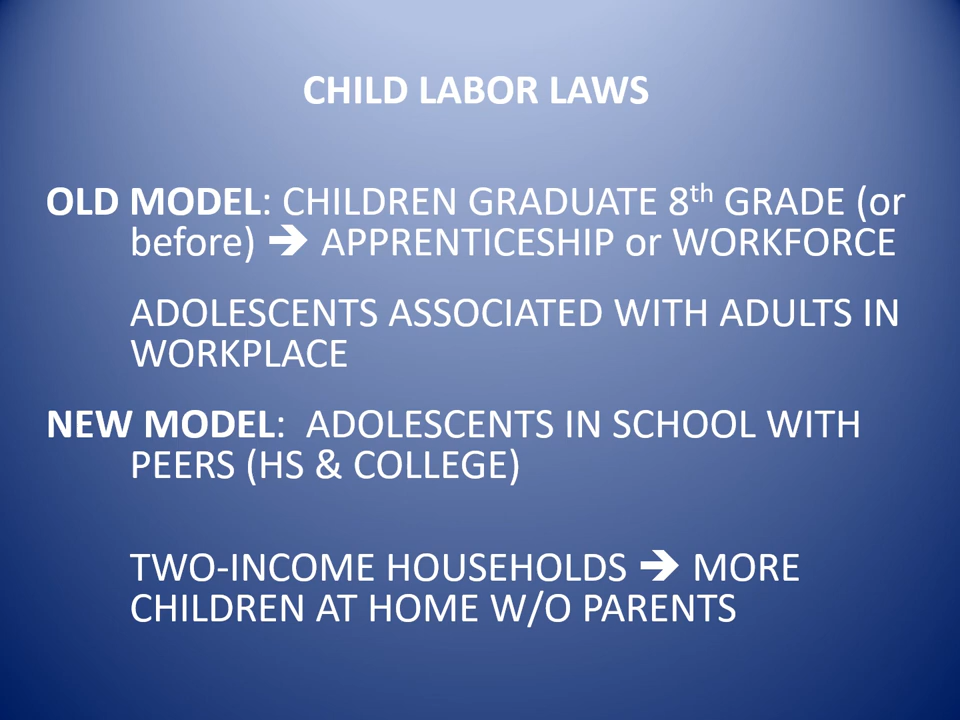 CHILD LABOR LAWS
OLD MODEL: CHILDREN GRADUATE 8th GRADE (or
before) ➔ APPRENTICESHIP or WORKFORCE
ADOLESCENTS ASSOCIATED WITH ADULTS IN
WORKPLACE
NEW MODEL: ADOLESCENTS IN SCHOOL WITH
PEERS (HS & COLLEGE)
TWO-INCOME HOUSEHOLDS ➔ MORE
CHILDREN AT HOME W/O PARENTS